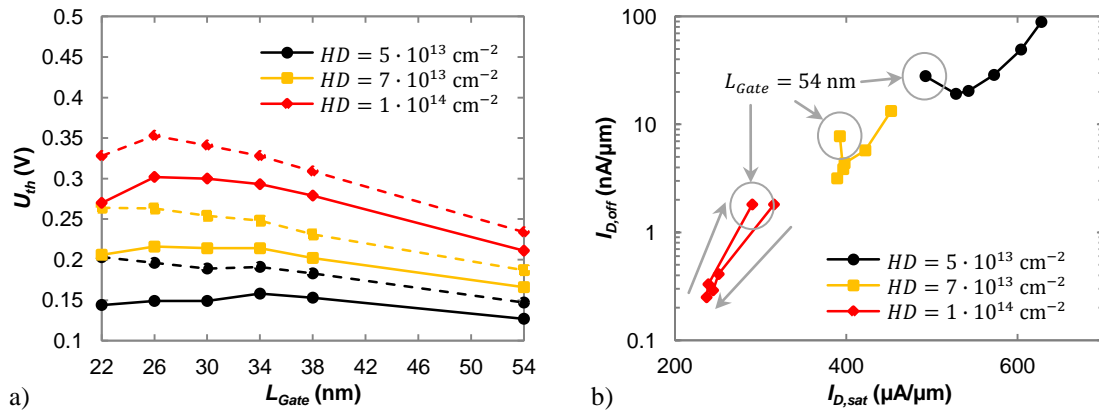 0.5
0.45
0.4
0.35
0.3
0.25
0.2
0.15
0.1
U_th (V)
HD = 5 · 10^13 cm^−2
HD = 7 · 10^13 cm^−2
HD = 1 · 10^14 cm^−2
22 26 30 34 38 42 46 50 54
L_Gate (nm)
a)
100
10
1
0.1
I_D,off (nA/µm)
L_Gate = 54 nm
HD = 5 · 10^13 cm^−2
HD = 7 · 10^13 cm^−2
HD = 1 · 10^14 cm^−2
200 400 600
I_D,sat (µA/µm)
b)